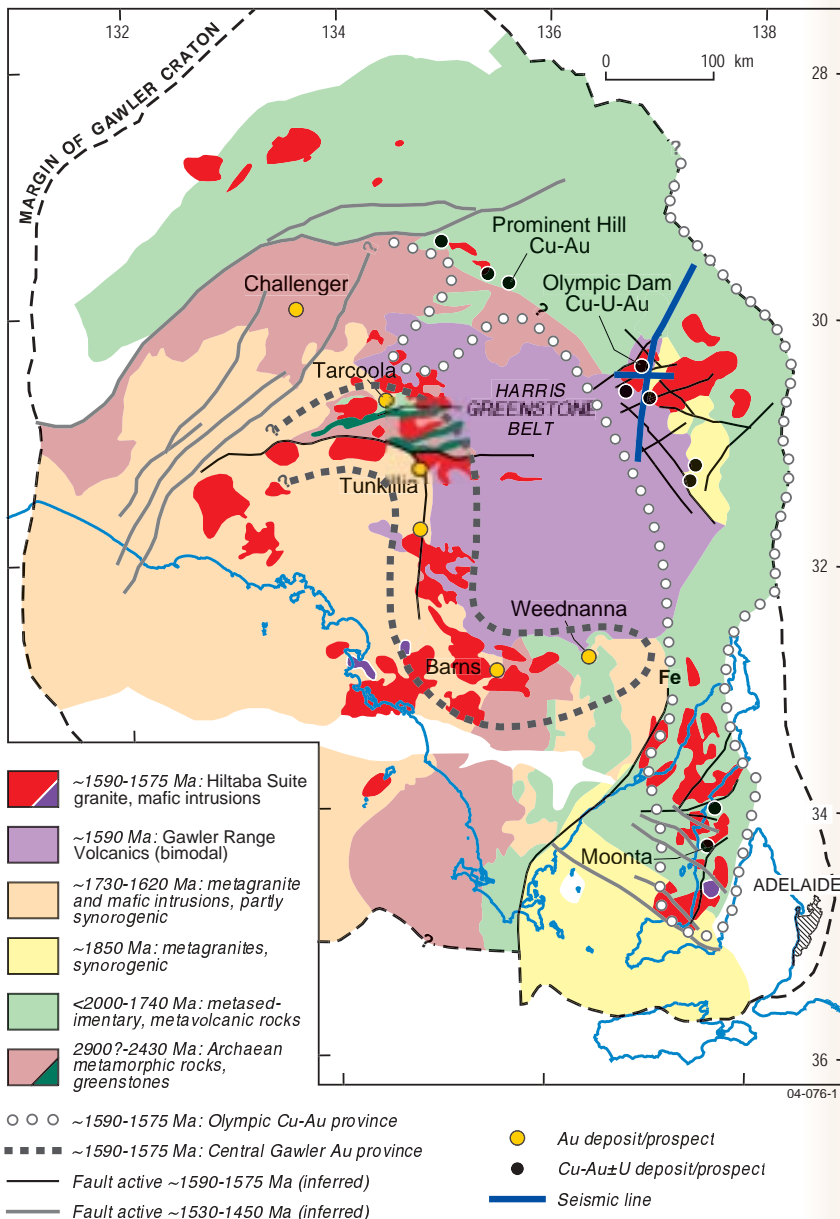 132
134
136
138
0
100 km
28
MARGIN OF GAWLER CRATON
?
Prominent Hill
Cu-Au
?
Challenger
Olympic Dam
Cu-U-Au
?
30
Tarcoola
HARRIS
GREENSTONE
BELT
?
Tunkillia
?
32
Weednanna
Barns
Fe
34
Moonta
ADELAIDE
?
36
~1590-1575 Ma: Hiltaba Suite
granite, mafic intrusions
~1590 Ma: Gawler Range
Volcanics (bimodal)
~1730-1620 Ma: metagranite
and mafic intrusions, partly
synorogenic
~1850 Ma: metagranites,
synorogenic
<2000-1740 Ma: metased-
imentary, metavolcanic rocks
2900?-2430 Ma: Archaean
metamorphic rocks,
greenstones
04-076-1
~1590-1575 Ma: Olympic Cu-Au province
~1590-1575 Ma: Central Gawler Au province
Fault active ~1590-1575 Ma (inferred)
Fault active ~1530-1450 Ma (inferred)
Au deposit/prospect
Cu-Au±U deposit/prospect
Seismic line